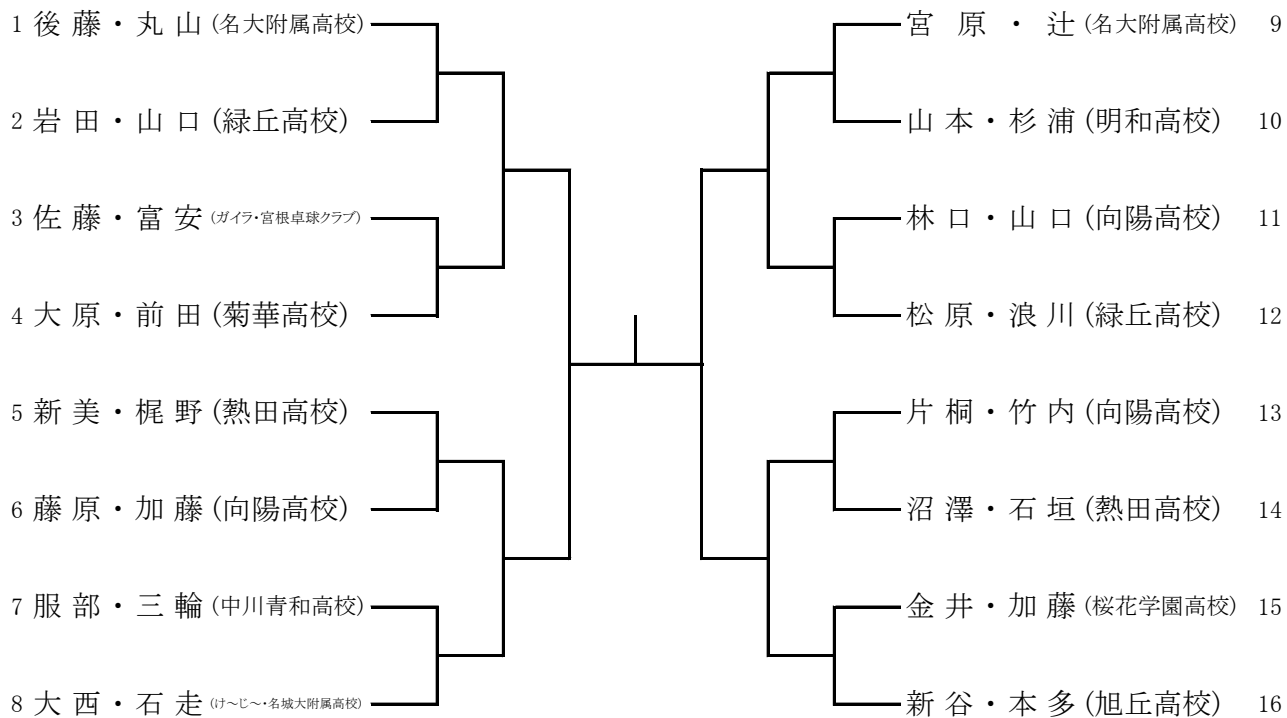 1 後藤・丸山 (名大附属高校)
2 岩田・山口 (緑丘高校)
3 佐藤・富安 (ガイラ・宮根卓球クラブ)
4 大原・前田 (菊華高校)
5 新美・梶野 (熱田高校)
6 藤原・加藤 (向陽高校)
7 服部・三輪 (中川青和高校)
8 大西・石走 (け～じ～・名城大附属高校)
宮原・辻 (名大附属高校) 9
山本・杉浦 (明和高校) 10
林口・山口 (向陽高校) 11
松原・浪川 (緑丘高校) 12
片桐・竹内 (向陽高校) 13
沼澤・石垣 (熱田高校) 14
金井・加藤 (桜花学園高校) 15
新谷・本多 (旭丘高校) 16